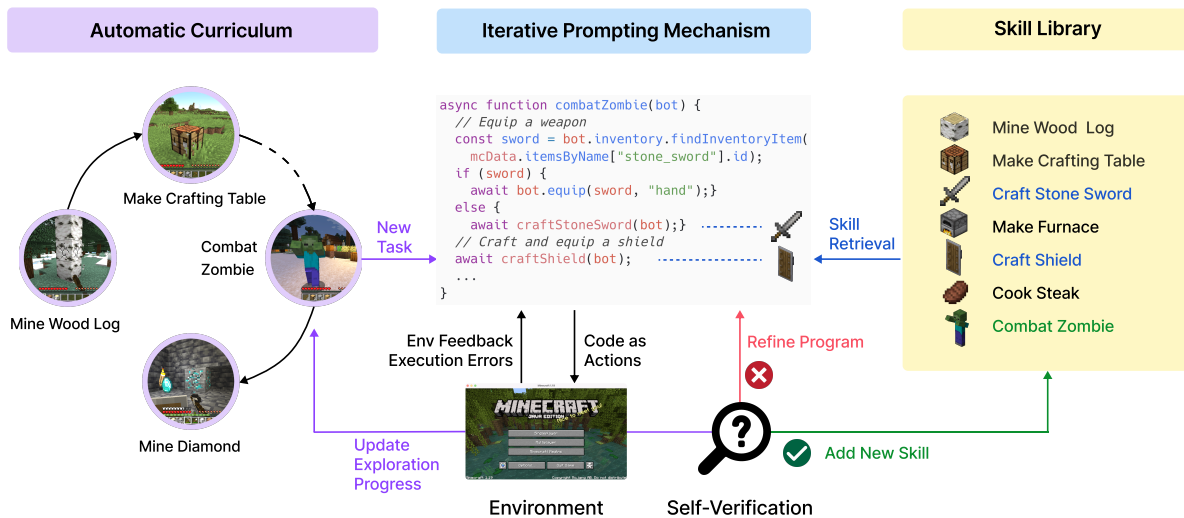 Automatic Curriculum
Iterative Prompting Mechanism
Skill Library
Make Crafting Table
Mine Wood Log
Combat
Zombie
Mine Diamond
New
Task
async function combatZombie(bot) {
// Equip a weapon
const sword = bot.inventory.findInventoryItem(
mcData.itemsByName["stone_sword"].id);
if (sword) {
await bot.equip(sword, "hand");}
else {
await craftStoneSword(bot);}
// Craft and equip a shield
await craftShield(bot);
...
}
Skill
Retrieval
Mine Wood Log
Make Crafting Table
Craft Stone Sword
Make Furnace
Craft Shield
Cook Steak
Combat Zombie
Env Feedback
Execution Errors
Code as
Actions
Refine Program
MINECRAFT
JAVA EDITION
Update
Exploration
Progress
Add New Skill
Environment
Self-Verification